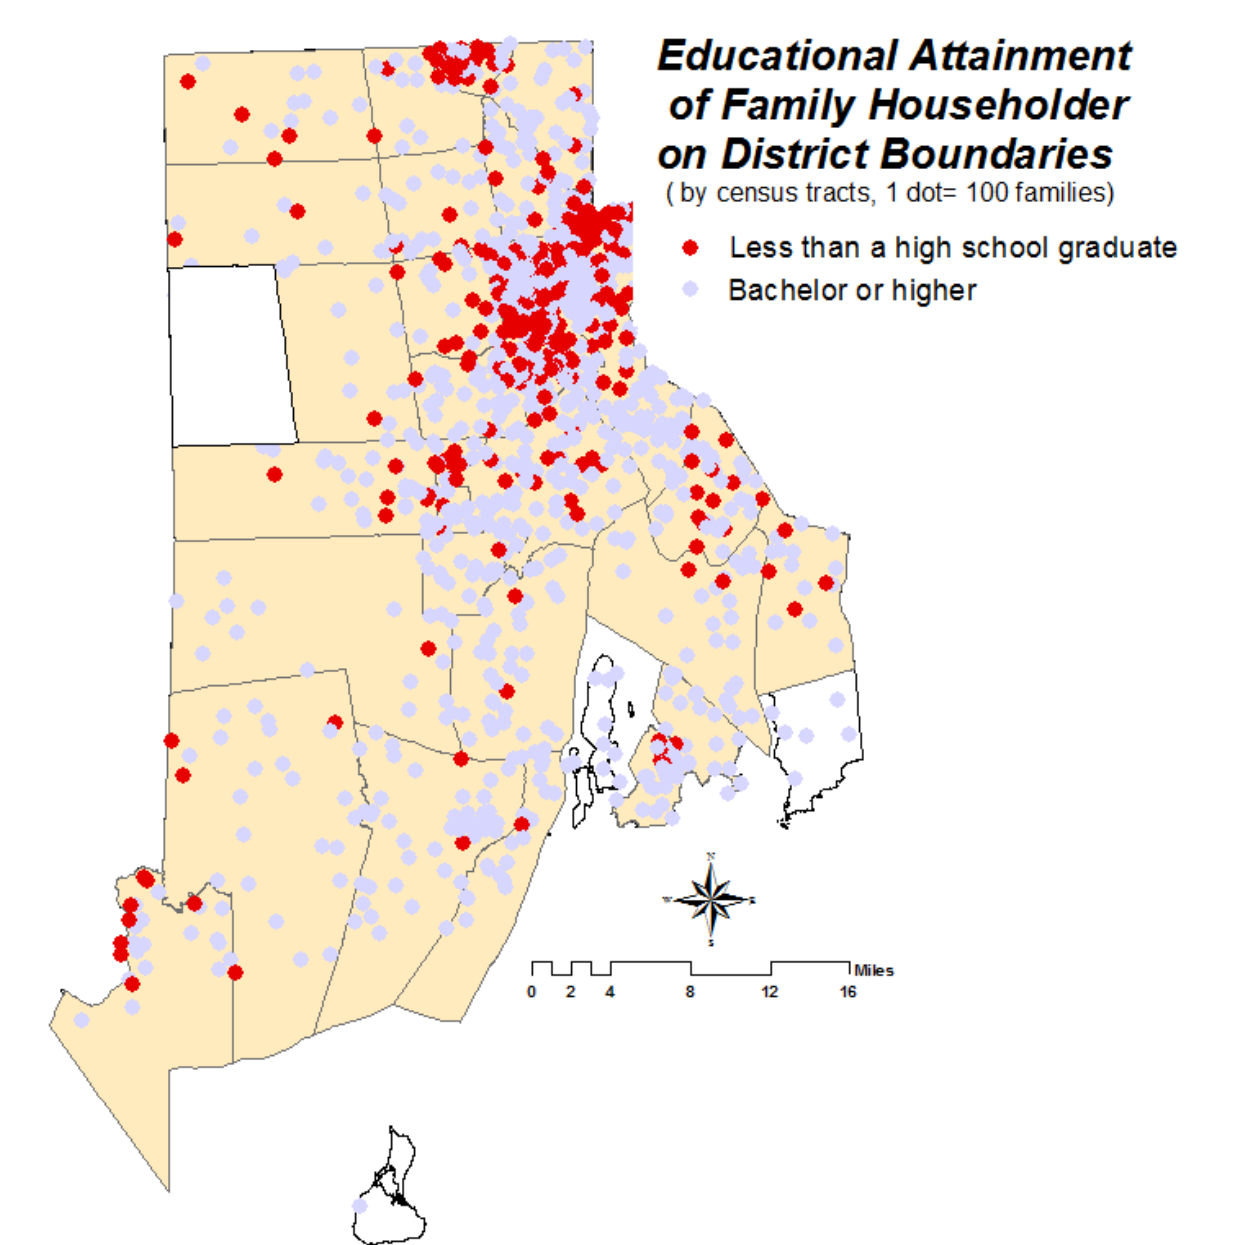 Educational Attainment
of Family Householder
on District Boundaries
( by census tracts, 1 dot= 100 families)
Less than a high school graduate
Bachelor or higher
N
W
E
S
Miles
0 2 4 8 12 16